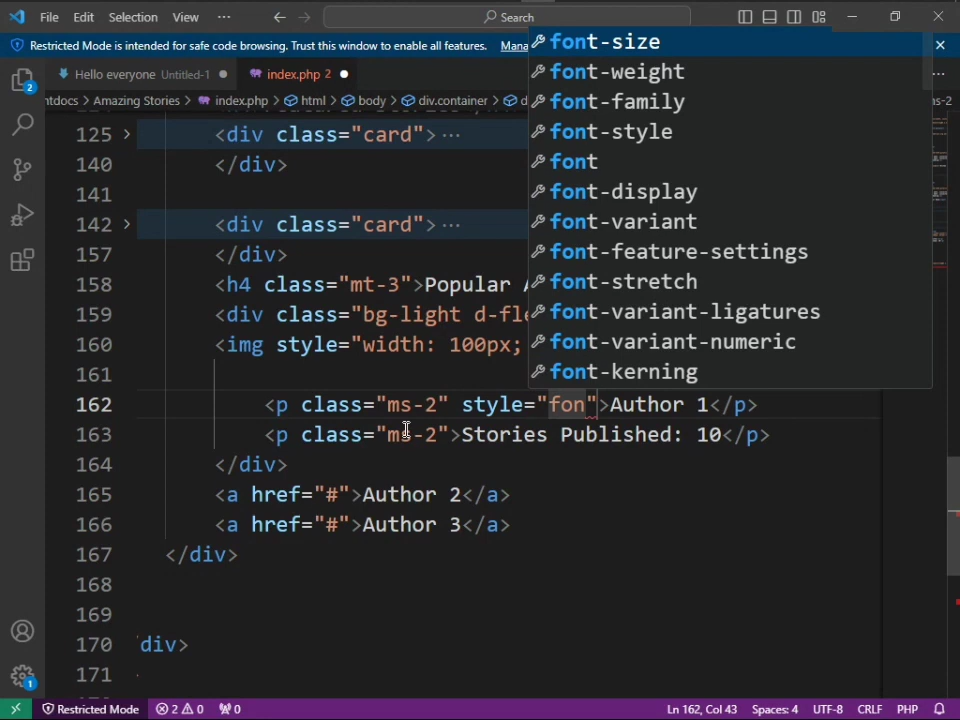 File Edit Selection View ··· Search
Restricted Mode is intended for safe code browsing. Trust this window to enable all features. Mana
Hello everyone Untitled-1 index.php 2
ntdocs > Amazing Stories > index.php > html > body > div.container >
125 <div class="card">···
140 </div>
141
142 <div class="card">···
157 </div>
158 <h4 class="mt-3">Popular
159 <div class="bg-light d-fle
160 <img style="width: 100px;
161
162 <p class="ms-2" style="fon">Author 1</p>
163 <p class="ms-2">Stories Published: 10</p>
164 </div>
165 <a href="#">Author 2</a>
166 <a href="#">Author 3</a>
167 </div>
168
169
170 div>
171
font-size
font-weight
font-family
font-style
font
font-display
font-variant
font-feature-settings
font-stretch
font-variant-ligatures
font-variant-numeric
font-kerning
ms-2
2
1
Restricted Mode 2 0 0 Ln 162, Col 43 Spaces: 4 UTF-8 CRLF PHP